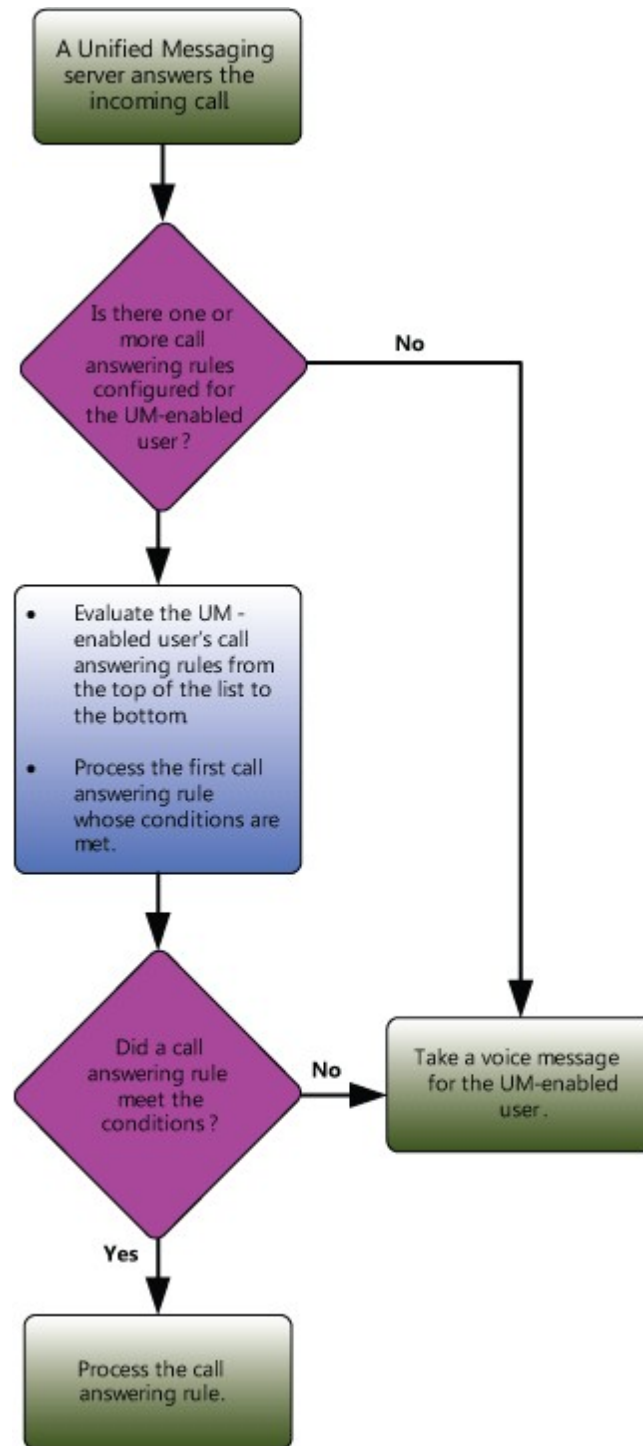 A Unified Messaging
server answers the
incoming call.
Is there one or
more call
answering rules
configured for
the UM-enabled
user?
No
• Evaluate the UM -
enabled user's call
answering rules from
the top of the list to
the bottom.
• Process the first call
answering rule
whose conditions are
met.
Did a call
answering rule
meet the
conditions?
No
Take a voice message
for the UM-enabled
user.
Yes
Process the call
answering rule.